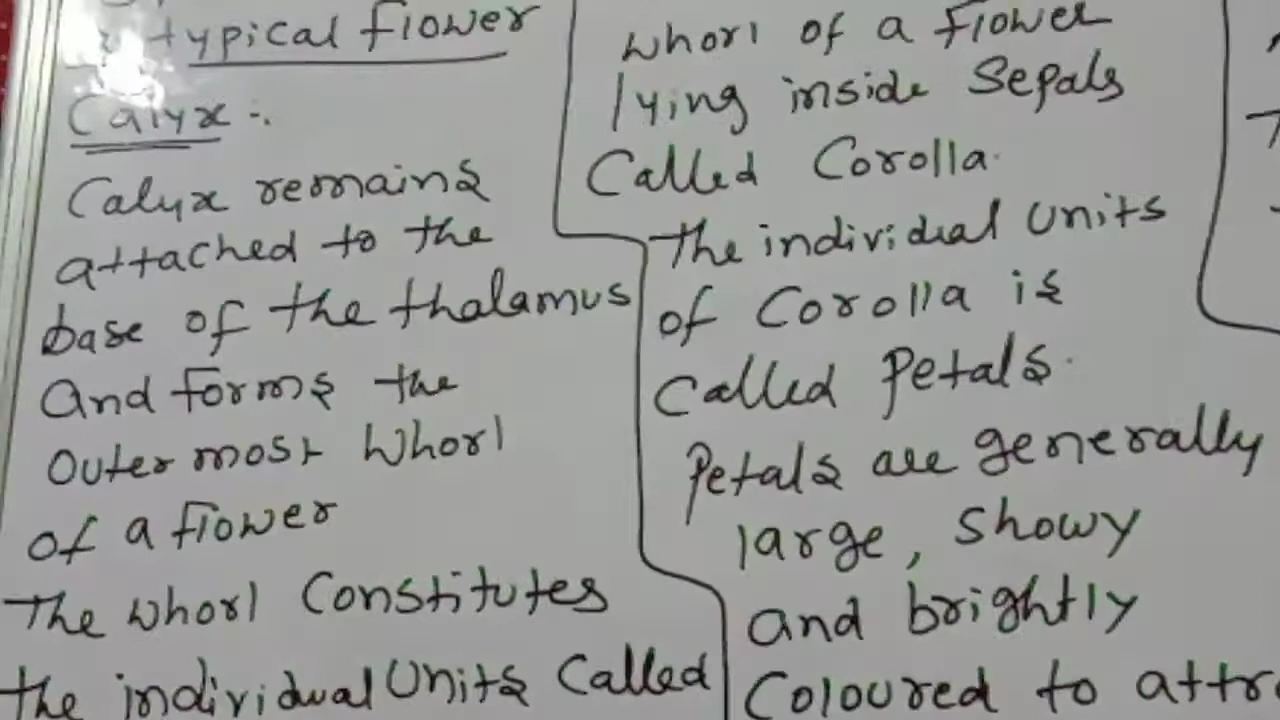 typical flower
Calyx :.
Calyx remains
attached to the
base of the thalamus
and forms the
outermost whorl
of a flower
The whorl Constitutes
the individual Units Called
whorl of a flower
lying inside Sepals
Called Corolla.
The individual units
of Corolla is
Called Petals.
Petals are generally
large, showy
and brightly
Coloured to attr